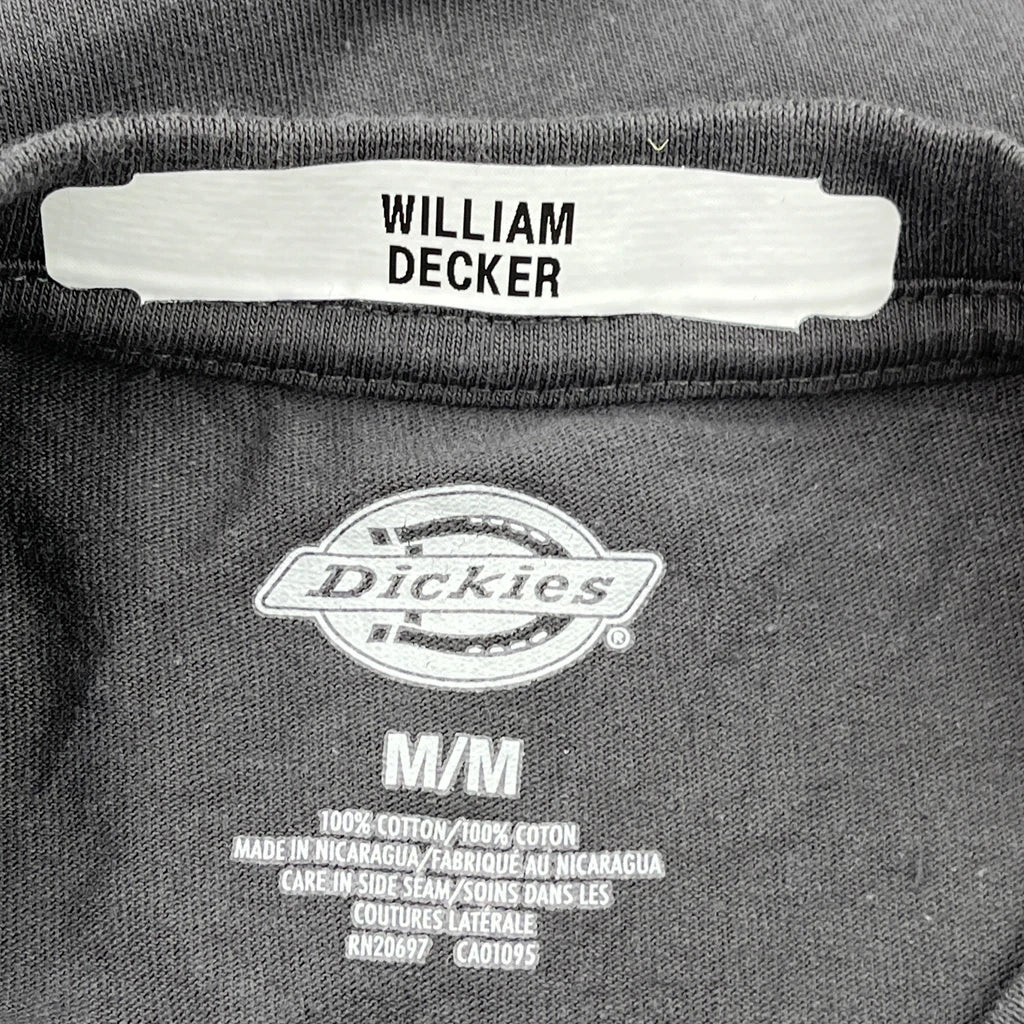 WILLIAM
DECKER
Dickies
®
M/M
100% COTTON/100% COTON
MADE IN NICARAGUA/FABRIQUÉ AU NICARAGUA
CARE IN SIDE SEAM/SOINS DANS LES
COUTURES LATÉRALE
RN20697 CA01095